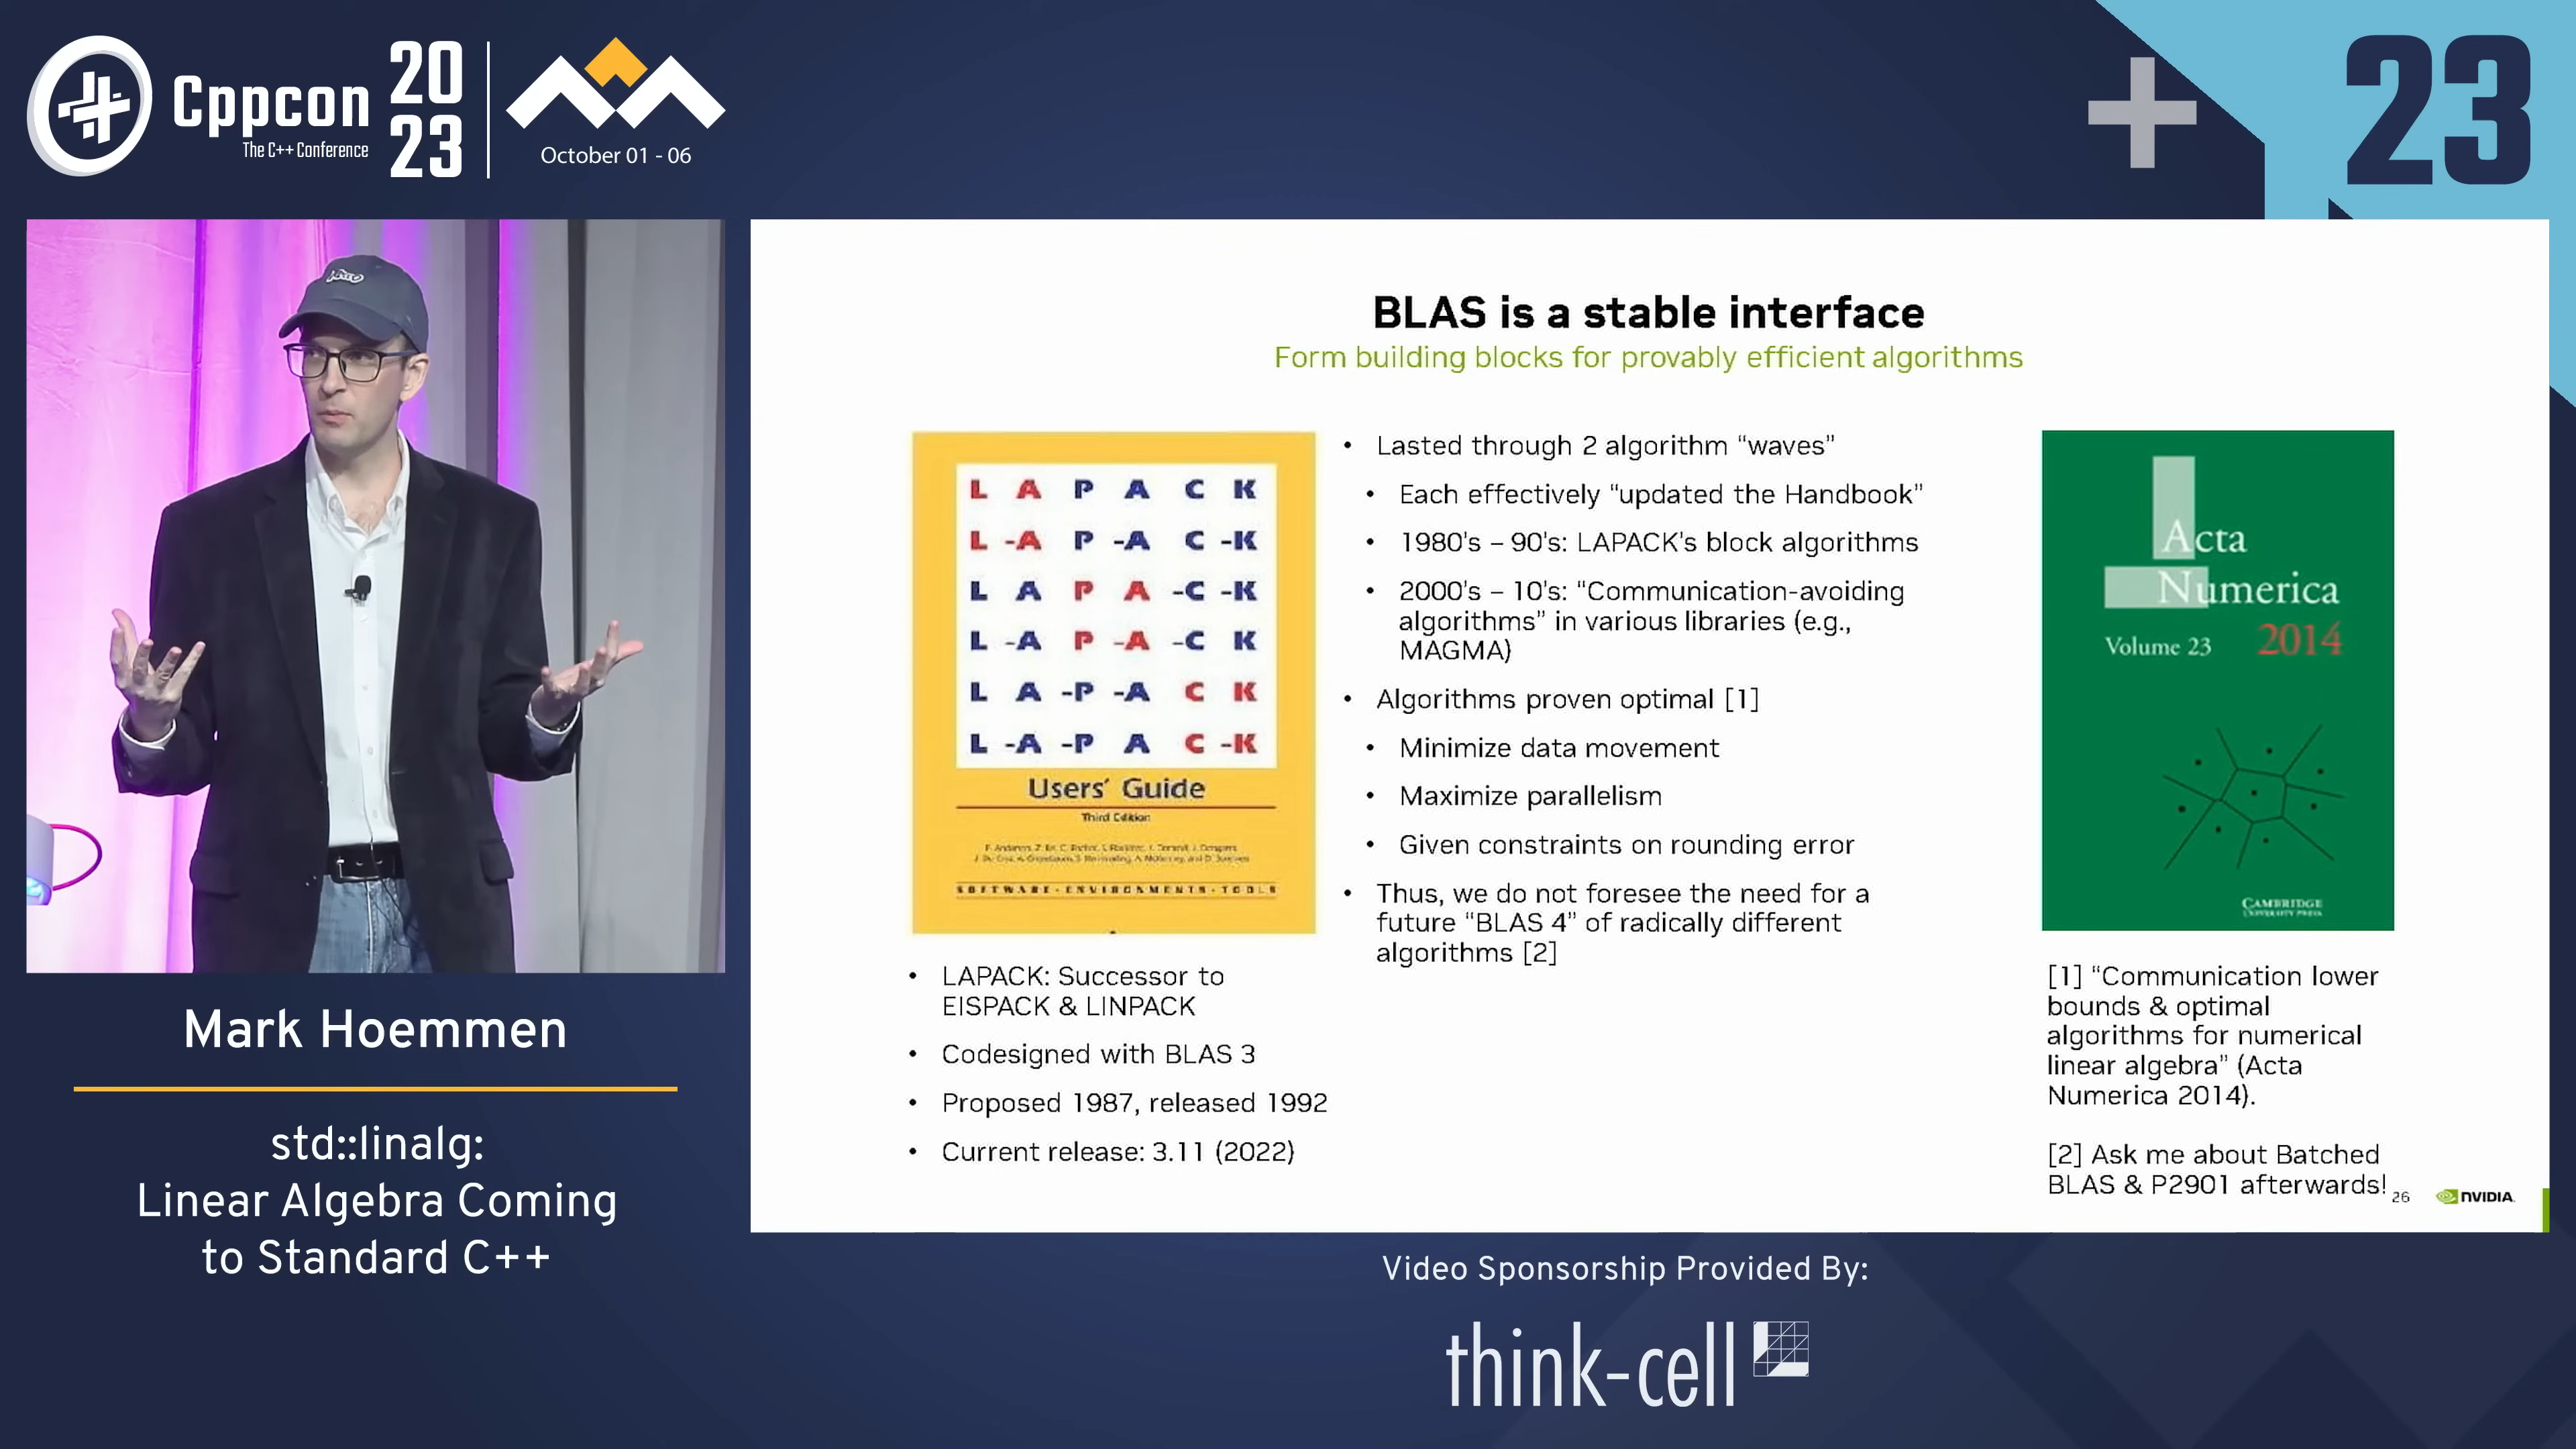 Cppcon
The C++ Conference
20
23
October 01 - 06
23
BLAS is a stable interface
Form building blocks for provably efficient algorithms
L A P A C K
L -A P -A C -K
L A P A -C -K
L -A P -A -C K
L A -P -A C K
L -A -P A C -K
Users' Guide
Third Edition
SOFTWARE · ENVIRONMENTS · TOOLS
• LAPACK: Successor to
EISPACK & LINPACK
• Codesigned with BLAS 3
• Proposed 1987, released 1992
• Current release: 3.11 (2022)
• Lasted through 2 algorithm “waves”
• Each effectively “updated the Handbook”
• 1980's – 90's: LAPACK's block algorithms
• 2000's – 10's: “Communication-avoiding
algorithms” in various libraries (e.g.,
MAGMA)
• Algorithms proven optimal [1]
• Minimize data movement
• Maximize parallelism
• Given constraints on rounding error
• Thus, we do not foresee the need for a
future “BLAS 4” of radically different
algorithms [2]
Acta
Numerica
Volume 23 2014
CAMBRIDGE
UNIVERSITY PRESS
[1] “Communication lower
bounds & optimal
algorithms for numerical
linear algebra” (Acta
Numerica 2014).
[2] Ask me about Batched
BLAS & P2901 afterwards!
26
NVIDIA
Mark Hoemmen
std::linalg:
Linear Algebra Coming
to Standard C++
Video Sponsorship Provided By:
think-cell